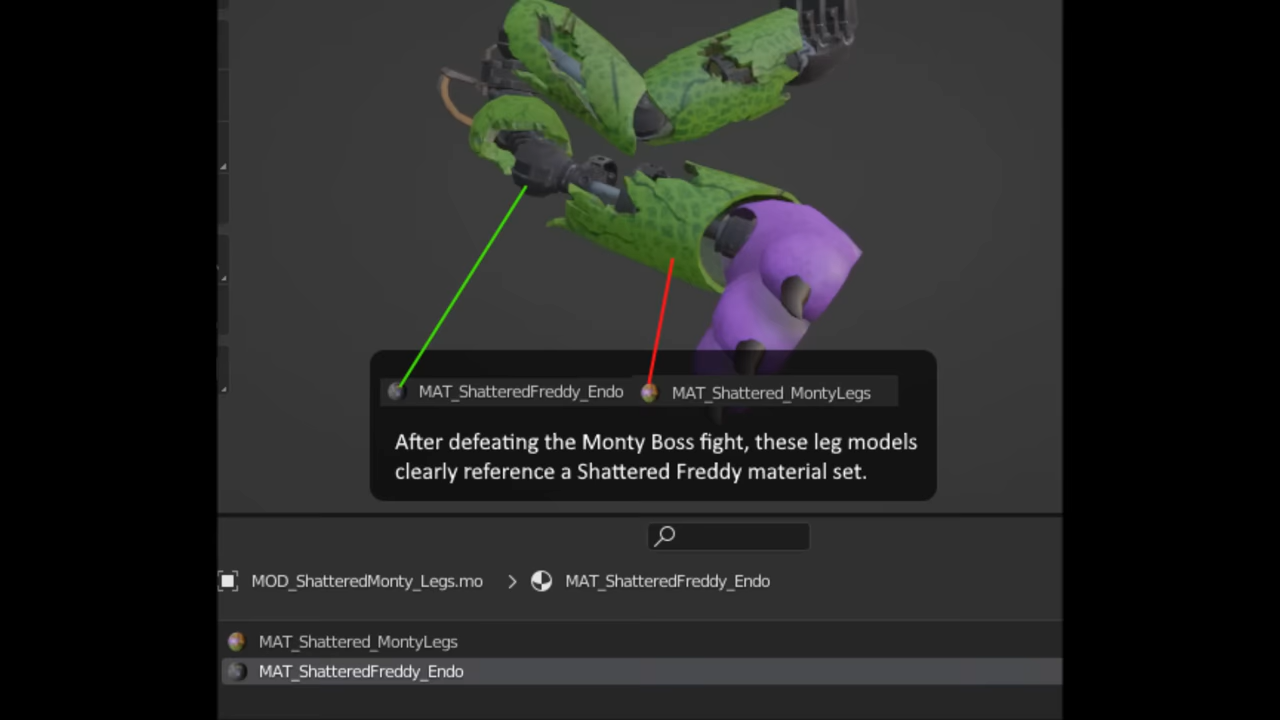 MAT_ShatteredFreddy_Endo
MAT_Shattered_MontyLegs
After defeating the Monty Boss fight, these leg models
clearly reference a Shattered Freddy material set.
MOD_ShatteredMonty_Legs.mo > MAT_ShatteredFreddy_Endo
MAT_Shattered_MontyLegs
MAT_ShatteredFreddy_Endo